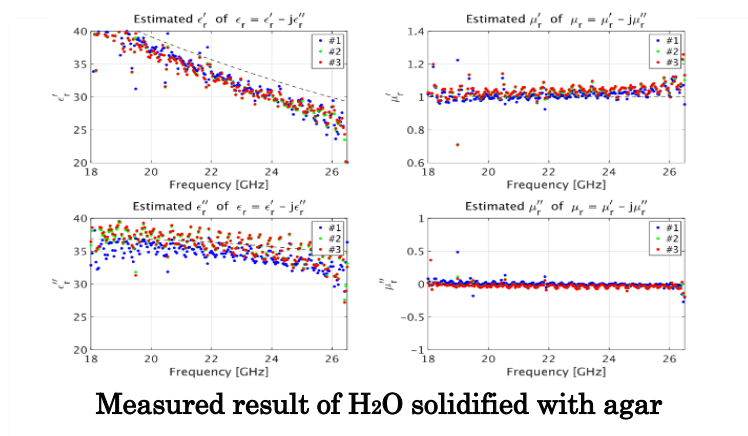 Estimated ϵ′r of ϵr = ϵ′r − jϵ″r
40
35
30
25
20
ϵ′r
18 20 22 24 26
Frequency [GHz]
#1
#2
#3
Estimated μ′r of μr = μ′r − jμ″r
1.4
1.2
1
0.8
0.6
μ′r
18 20 22 24 26
Frequency [GHz]
#1
#2
#3
Estimated ϵ″r of ϵr = ϵ′r − jϵ″r
40
35
30
25
20
ϵ″r
18 20 22 24 26
Frequency [GHz]
#1
#2
#3
Estimated μ″r of μr = μ′r − jμ″r
1
0.5
0
−0.5
−1
μ″r
18 20 22 24 26
Frequency [GHz]
#1
#2
#3
Measured result of H2O solidified with agar